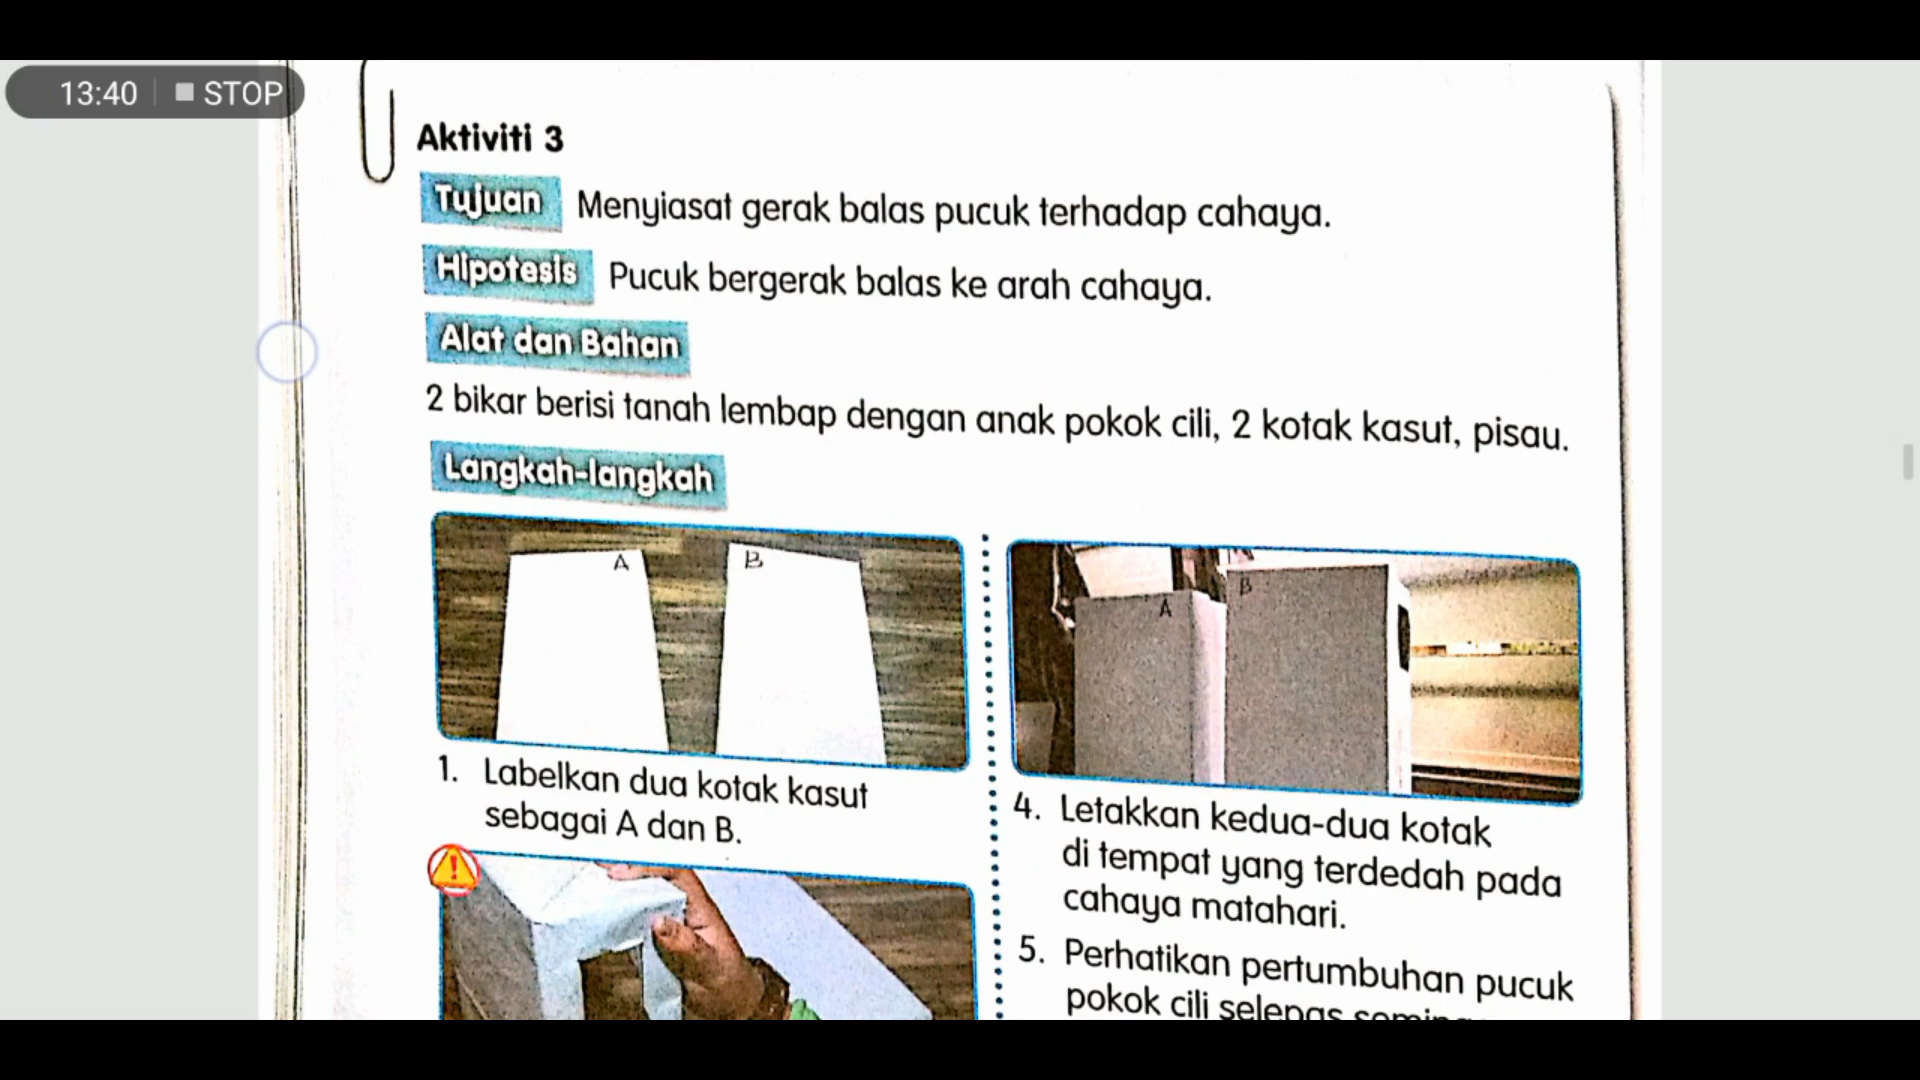 13:40 STOP
Aktiviti 3
Tujuan Menyiasat gerak balas pucuk terhadap cahaya.
Hipotesis Pucuk bergerak balas ke arah cahaya.
Alat dan Bahan
2 bikar berisi tanah lembap dengan anak pokok cili, 2 kotak kasut, pisau.
Langkah-langkah
A B
1. Labelkan dua kotak kasut
sebagai A dan B.
A B
4. Letakkan kedua-dua kotak
di tempat yang terdedah pada
cahaya matahari.
5. Perhatikan pertumbuhan pucuk
pokok cili selepas